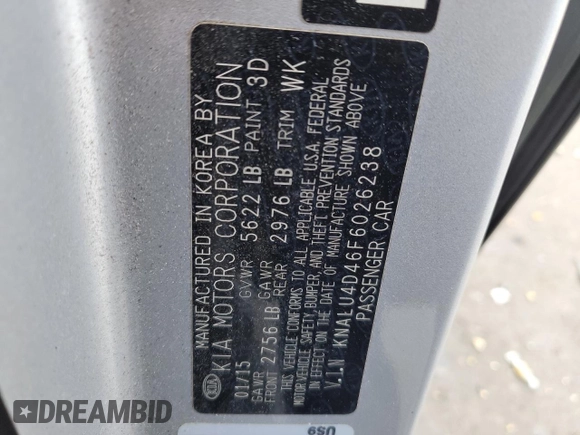 MANUFACTURED IN KOREA BY
KIA KIA MOTORS CORPORATION
01/15 GVWR 5622 LB PAINT 3D
GAWR FRONT 2756 LB GAWR REAR 2976 LB TRIM WK
THIS VEHICLE CONFORMS TO ALL APPLICABLE U.S.A. FEDERAL
MOTOR VEHICLE SAFETY, BUMPER, AND THEFT PREVENTION STANDARDS
IN EFFECT ON THE DATE OF MANUFACTURE SHOWN ABOVE
V.I.N KNALU4D46F6026238
PASSENGER CAR
US9
DREAMBID